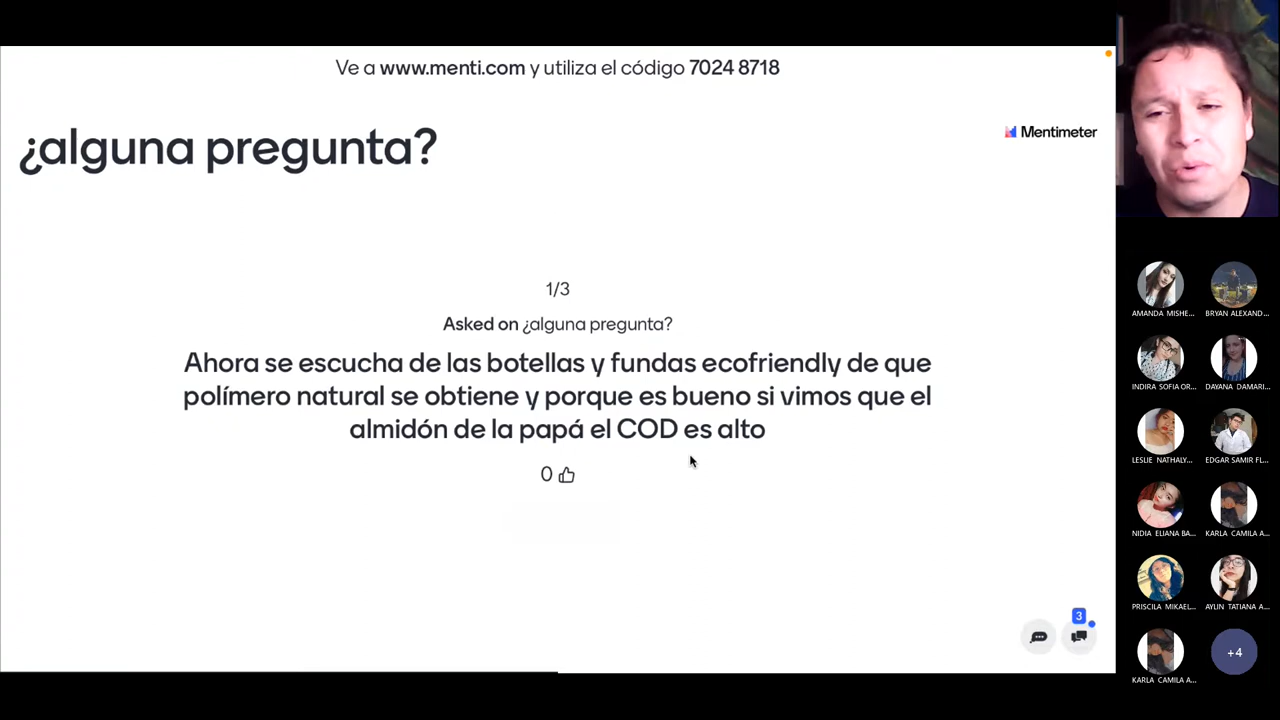 Ve a www.menti.com y utiliza el código 7024 8718
¿alguna pregunta?
Mentimeter
1/3
Asked on ¿alguna pregunta?
Ahora se escucha de las botellas y fundas ecofriendly de que
polímero natural se obtiene y porque es bueno si vimos que el
almidón de la papá el COD es alto
0
3
AMANDA MISHE...
BRYAN ALEXAND...
INDIRA SOFIA OR...
DAYANA DAMARI...
LESLIE NATHALY...
EDGAR SAMIR FL...
NIDIA ELIANA BA...
KARLA CAMILA A...
PRISCILA MIKAEL...
AYLIN TATIANA A...
KARLA CAMILA A...
+4